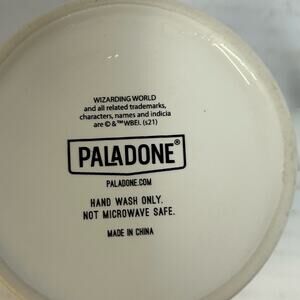 WIZARDING WORLD
and all related trademarks,
characters, names and indicia
are © & ™ WBEI. (s21)
PALADONE®
PALADONE.COM
HAND WASH ONLY.
NOT MICROWAVE SAFE.
MADE IN CHINA